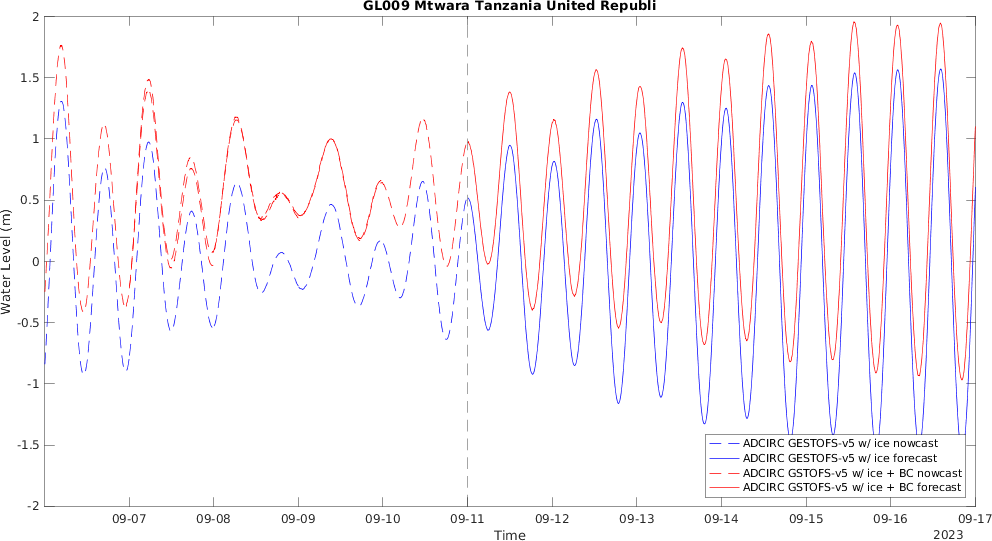 GL009 Mtwara Tanzania United Republi
2
1.5
1
0.5
0
-0.5
-1
-1.5
-2
Water Level (m)
ADCIRC GESTOFS-v5 w/ ice nowcast
ADCIRC GESTOFS-v5 w/ ice forecast
ADCIRC GSTOFS-v5 w/ ice + BC nowcast
ADCIRC GSTOFS-v5 w/ ice + BC forecast
09-07 09-08 09-09 09-10 09-11 09-12 09-13 09-14 09-15 09-16 09-17
Time
2023